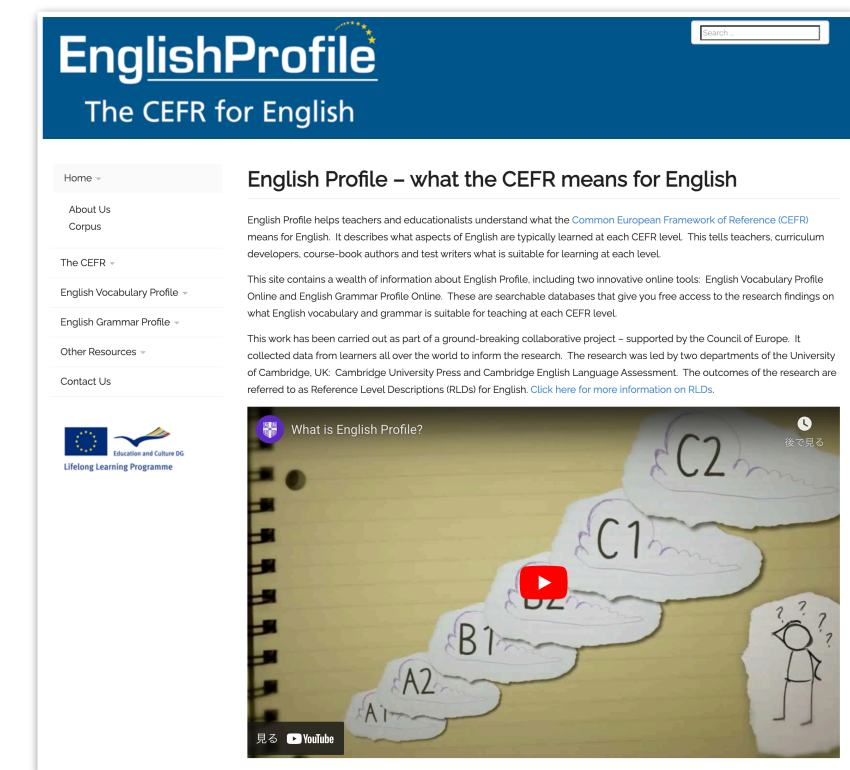 EnglishProfile
The CEFR for English
Search ...
Home
About Us
Corpus
The CEFR
English Vocabulary Profile
English Grammar Profile
Other Resources
Contact Us
Education and Culture DG
Lifelong Learning Programme
English Profile – what the CEFR means for English
English Profile helps teachers and educationalists understand what the Common European Framework of Reference (CEFR)
means for English. It describes what aspects of English are typically learned at each CEFR level. This tells teachers, curriculum
developers, course-book authors and test writers what is suitable for learning at each level.
This site contains a wealth of information about English Profile, including two innovative online tools: English Vocabulary Profile
Online and English Grammar Profile Online. These are searchable databases that give you free access to the research findings on
what English vocabulary and grammar is suitable for teaching at each CEFR level.
This work has been carried out as part of a ground-breaking collaborative project – supported by the Council of Europe. It
collected data from learners all over the world to inform the research. The research was led by two departments of the University
of Cambridge, UK: Cambridge University Press and Cambridge English Language Assessment. The outcomes of the research are
referred to as Reference Level Descriptions (RLDs) for English. Click here for more information on RLDs.
What is English Profile?
後で見る
C2
C1
B2
B1
A2
A1
? ? ? ?
見る YouTube